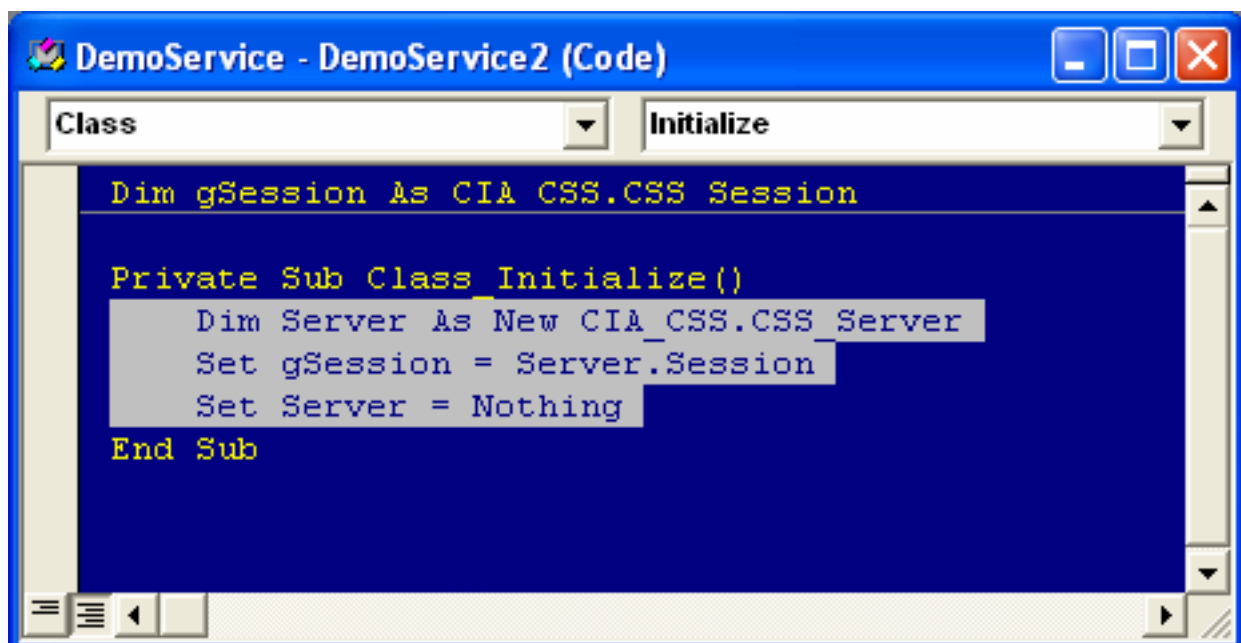 DemoService - DemoService2 (Code)
Class Initialize
Dim gSession As CIA CSS.CSS Session
Private Sub Class_Initialize()
Dim Server As New CIA_CSS.CSS_Server
Set gSession = Server.Session
Set Server = Nothing
End Sub